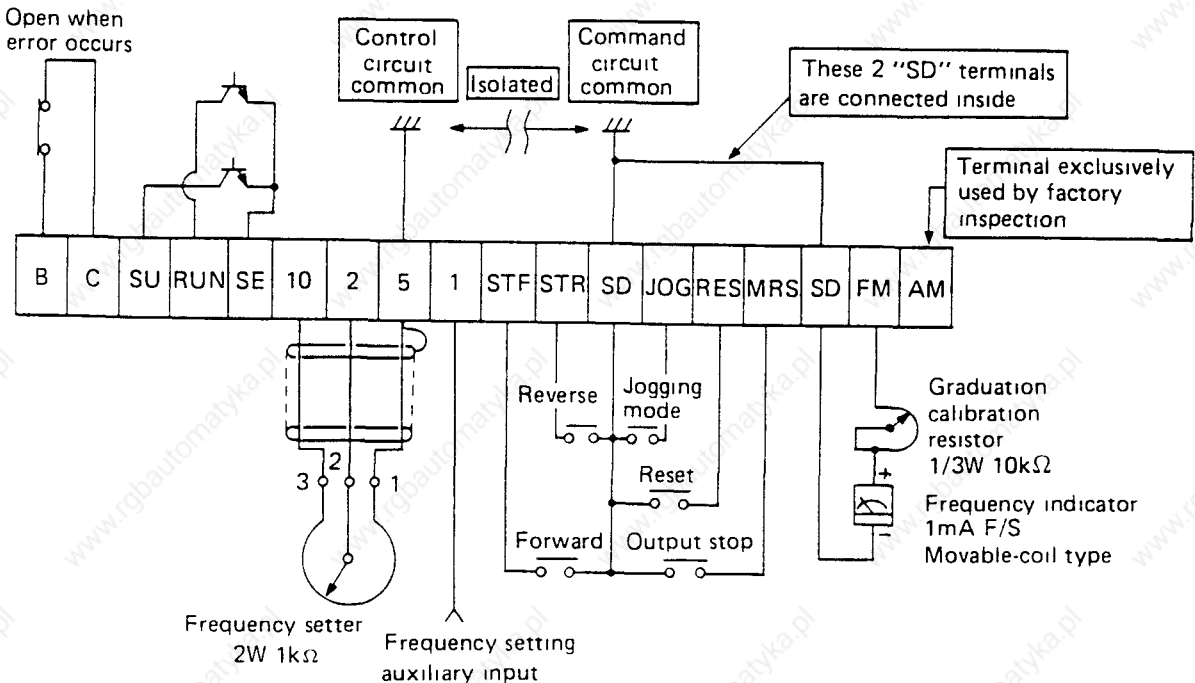 Open when
error occurs
Control
circuit
common
Isolated
Command
circuit
common
These 2 "SD" terminals
are connected inside
Terminal exclusively
used by factory
inspection
B C SU RUN SE 10 2 5 1 STF STR SD JOG RES MRS SD FM AM
Reverse
Jogging
mode
Graduation
calibration
resistor
1/3W 10kΩ
3 2 1
Reset
+
Frequency indicator
1mA F/S
Movable-coil type
-
Forward
Output stop
Frequency setter
2W 1kΩ
Frequency setting
auxiliary input
www.rgbautomatyka.pl